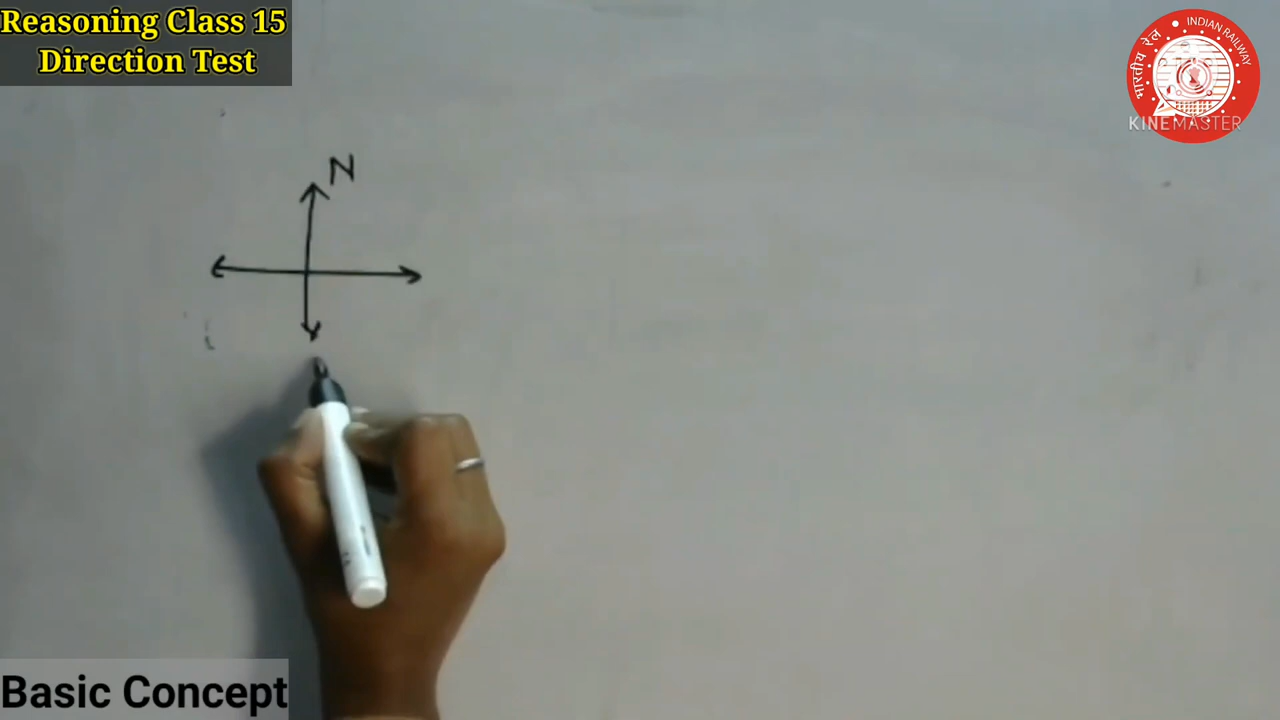 Reasoning Class 15
Direction Test
भारतीय रेल
INDIAN RAILWAY
KINEMASTER
N
Basic Concept